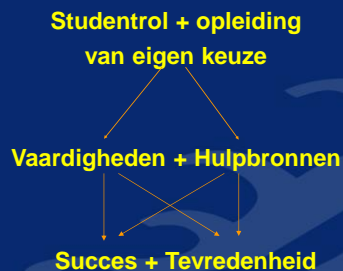 Studentrol + opleiding
van eigen keuze
Vaardigheden + Hulpbronnen
Succes + Tevredenheid